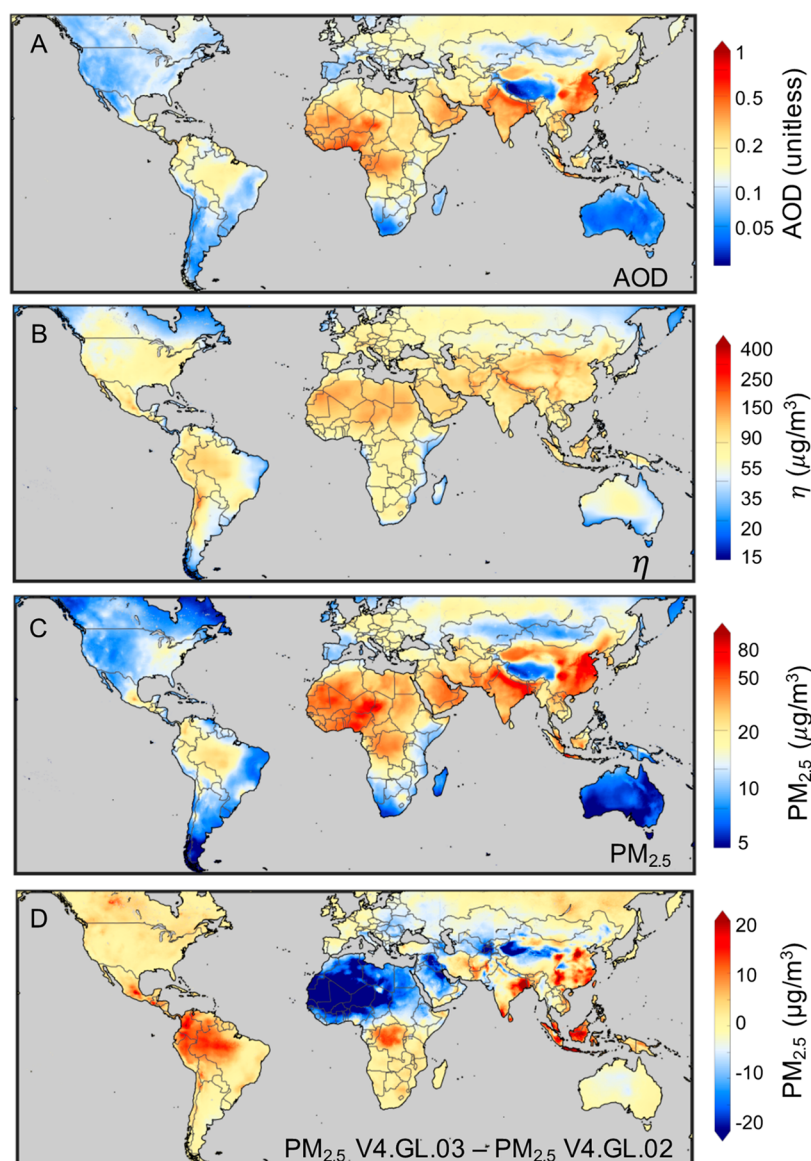 A
AOD
1
0.5
0.2
0.1
0.05
AOD (unitless)
B
η
400
250
150
90
55
35
20
15
η (μg/m³)
C
PM₂.₅
80
40
20
10
5
PM₂.₅ (μg/m³)
D
PM₂.₅ V4.GL.03 – PM₂.₅ V4.GL.02
20
10
0
-10
-20
PM₂.₅ (μg/m³)